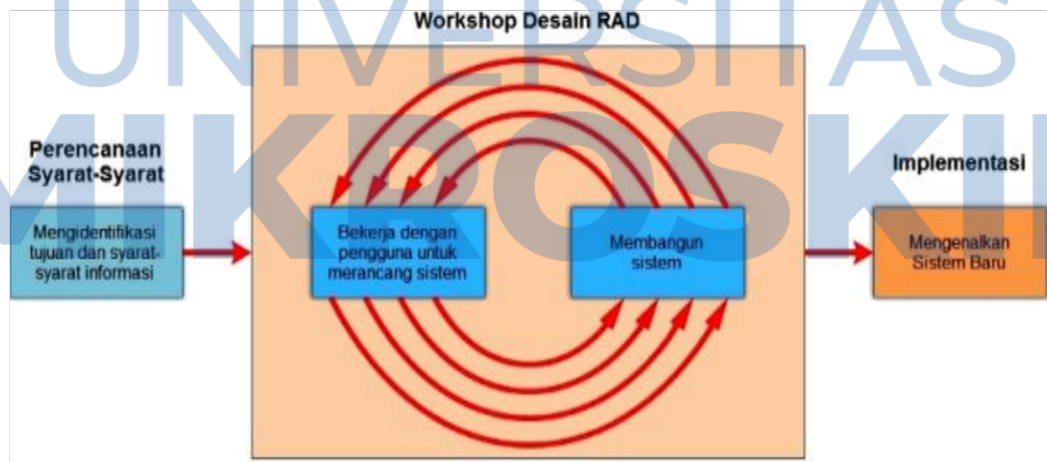 Workshop Desain RAD
UNIVERSITAS
MIKROSKIL
Perencanaan
Syarat-Syarat
Mengidentifikasi
tujuan dan syarat-
syarat informasi
Bekerja dengan
pengguna untuk
merancang sistem
Membangun
sistem
Implementasi
Mengenalkan
Sistem Baru